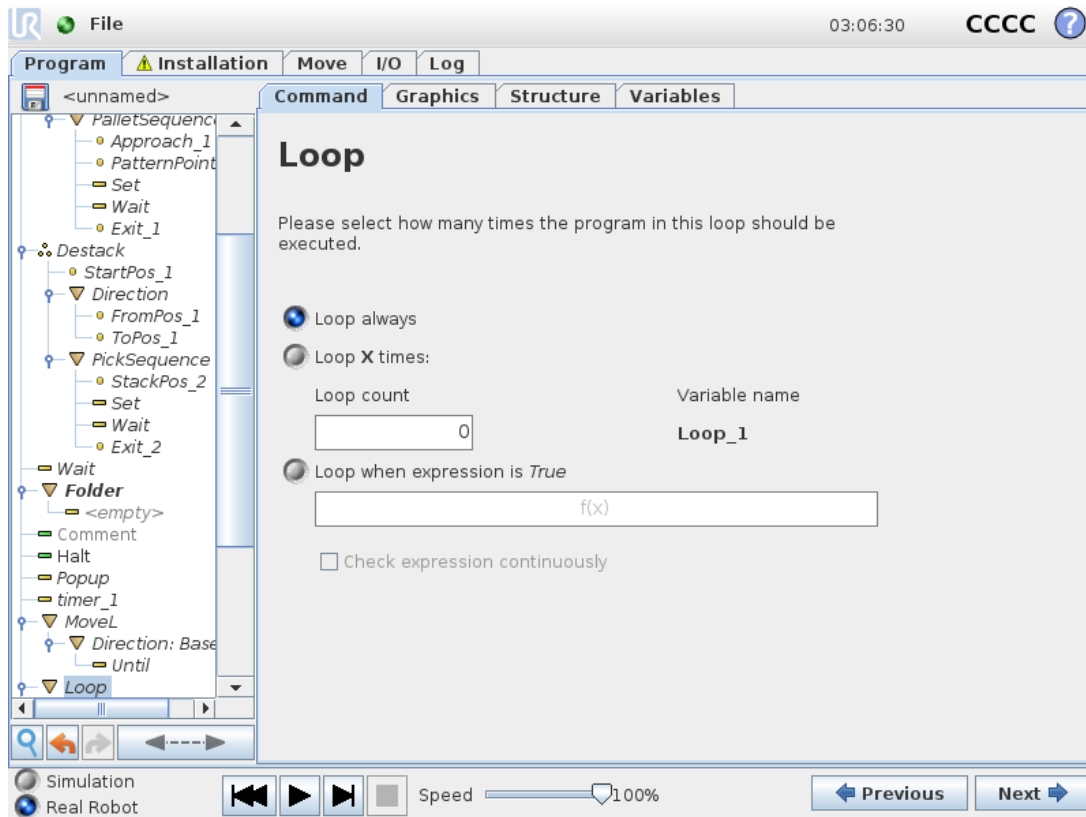 File 03:06:30 CCCC ?
Program Installation Move I/O Log
<unnamed> Command Graphics Structure Variables
PalletSequenc
Approach_1
PatternPoint
Set
Wait
Exit_1
Destack
StartPos_1
Direction
FromPos_1
ToPos_1
PickSequence
StackPos_2
Set
Wait
Exit_2
Wait
Folder
<empty>
Comment
Halt
Popup
timer_1
MoveL
Direction: Base
Until
Loop
Loop
Please select how many times the program in this loop should be
executed.
Loop always
Loop X times:
Loop count Variable name
0 Loop_1
Loop when expression is True
f(x)
Check expression continuously
Simulation
Real Robot
Speed 100%
Previous Next